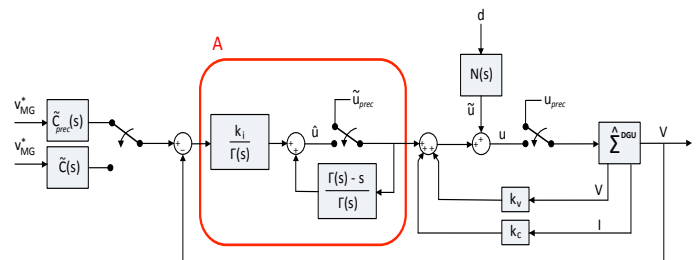 A
d
N(s)
ũ
v*MG
C̃prec(s)
v*MG
C̃(s)
+
−
ki
Γ(s)
+
+
û
ũprec
Γ(s) - s
Γ(s)
+
+ +
+
+
u
uprec
Σ̂ DGU
V
kv
V
kc
I